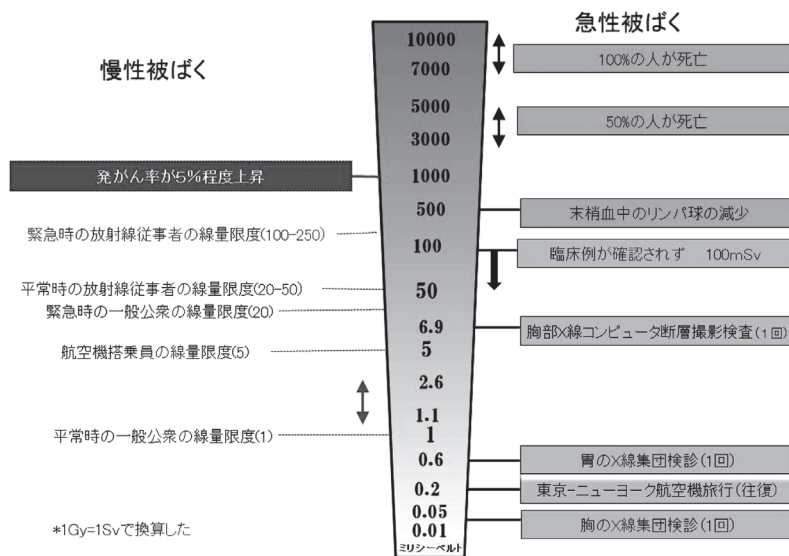 慢性被ばく
急性被ばく
10000
7000
100%の人が死亡
5000
3000
50%の人が死亡
発がん率が5%程度上昇
1000
500
末梢血中のリンパ球の減少
緊急時の放射線従事者の線量限度(100-250)
100
臨床例が確認されず 100mSv
平常時の放射線従事者の線量限度(20-50)
50
緊急時の一般公衆の線量限度(20)
6.9
胸部X線コンピュータ断層撮影検査(1回)
航空機搭乗員の線量限度(5)
5
2.6
1.1
平常時の一般公衆の線量限度(1)
1
0.6
胃のX線集団検診(1回)
0.2
東京-ニューヨーク航空機旅行(往復)
0.05
胸のX線集団検診(1回)
0.01
*1Gy=1Svで換算した
ミリシーベルト